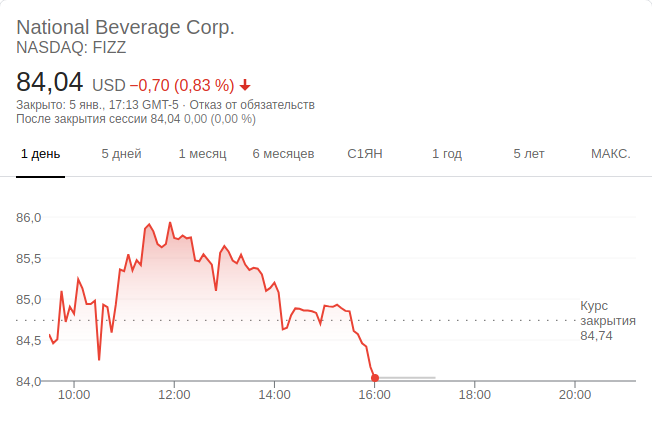 National Beverage Corp.
NASDAQ: FIZZ
84,04 USD −0,70 (0,83 %)
Закрыто: 5 янв., 17:13 GMT-5 · Отказ от обязательств
После закрытия сессии 84,04 0,00 (0,00 %)
1 день 5 дней 1 месяц 6 месяцев С1ЯН 1 год 5 лет МАКС.
86,0
85,5
85,0
Курс
закрытия
84,74
84,5
84,0
10:00 12:00 14:00 16:00 18:00 20:00